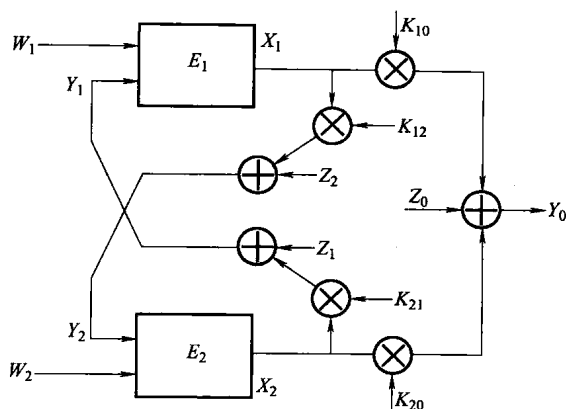 K₁₀
W₁
X₁
E₁
Y₁
K₁₂
Z₂
Z₀
Y₀
Z₁
K₂₁
Y₂
E₂
W₂
X₂
K₂₀